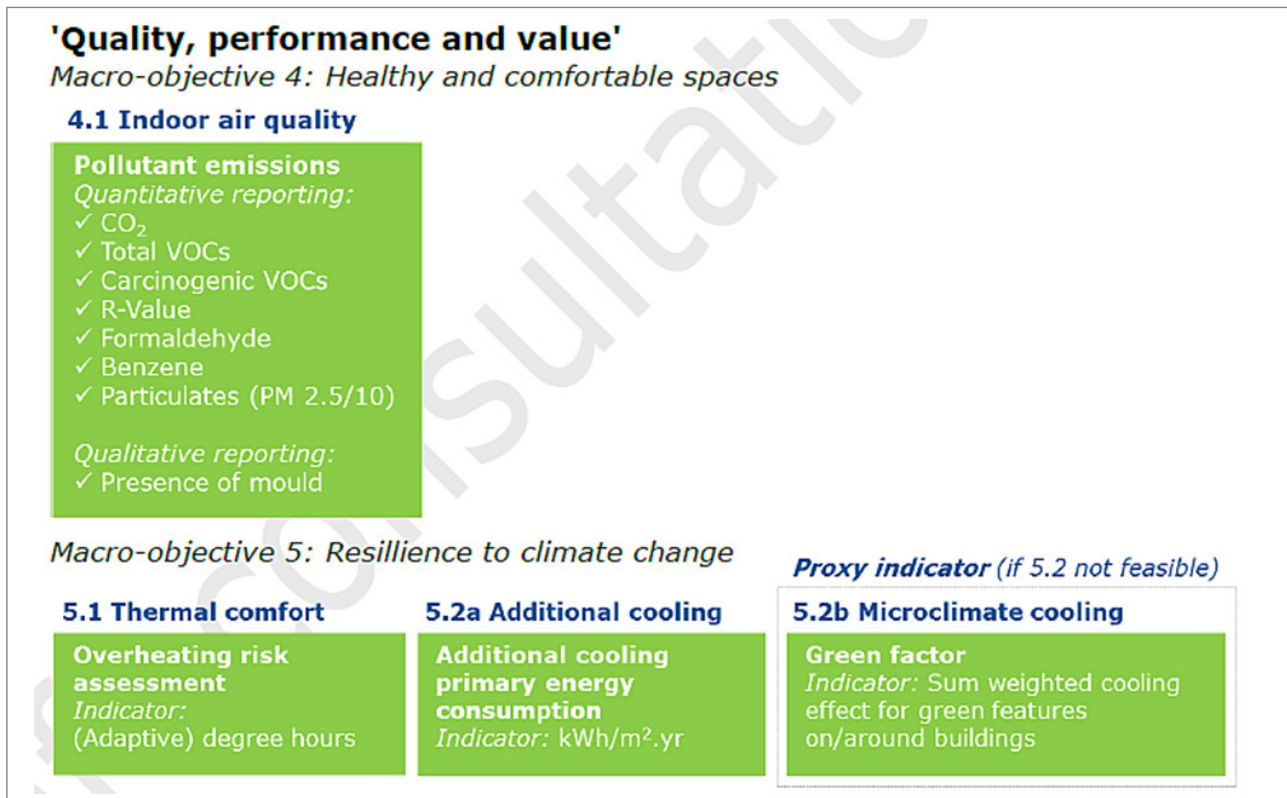 'Quality, performance and value'
Macro-objective 4: Healthy and comfortable spaces
4.1 Indoor air quality
Pollutant emissions
Quantitative reporting:
✓ CO₂
✓ Total VOCs
✓ Carcinogenic VOCs
✓ R-Value
✓ Formaldehyde
✓ Benzene
✓ Particulates (PM 2.5/10)
Qualitative reporting:
✓ Presence of mould
Macro-objective 5: Resillience to climate change
Proxy indicator (if 5.2 not feasible)
5.1 Thermal comfort
Overheating risk
assessment
Indicator:
(Adaptive) degree hours
5.2a Additional cooling
Additional cooling
primary energy
consumption
Indicator: kWh/m².yr
5.2b Microclimate cooling
Green factor
Indicator: Sum weighted cooling
effect for green features
on/around buildings